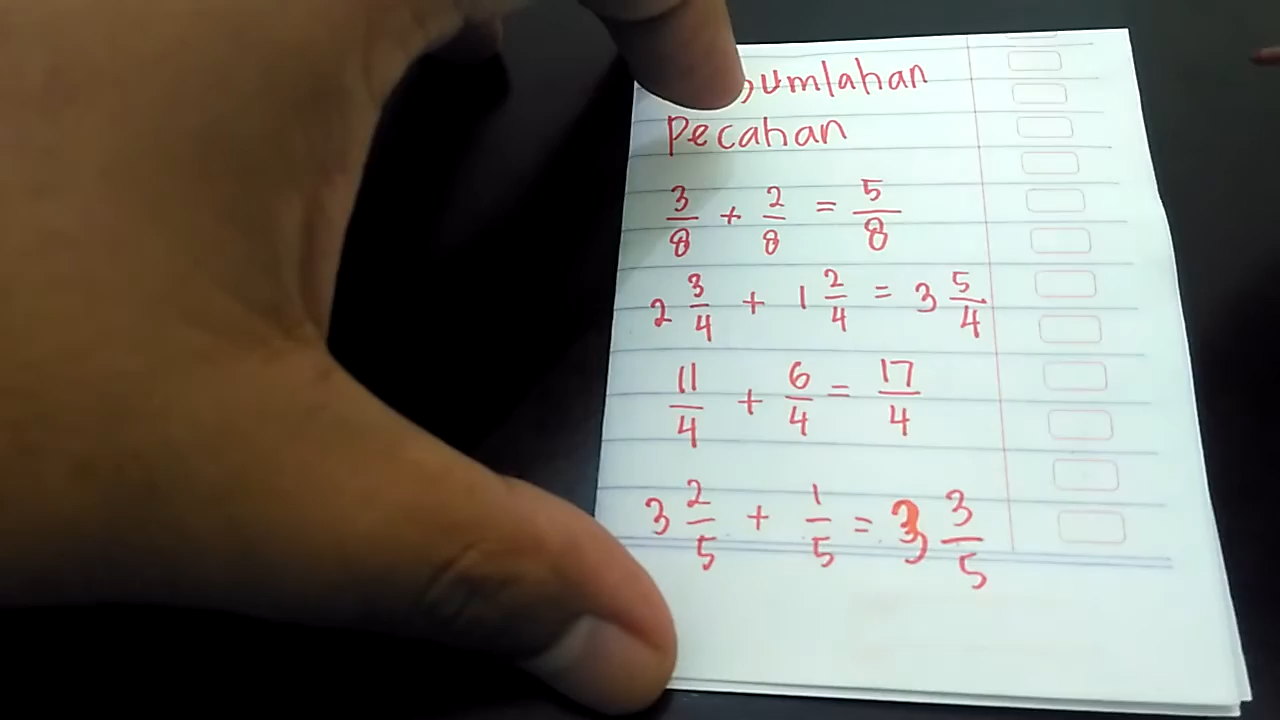 Pecahan
3/8 + 2/8 = 5/8
2 3/4 + 1 2/4 = 3 5/4
11/4 + 6/4 = 17/4
3 2/5 + 1/5 = 3 3/5